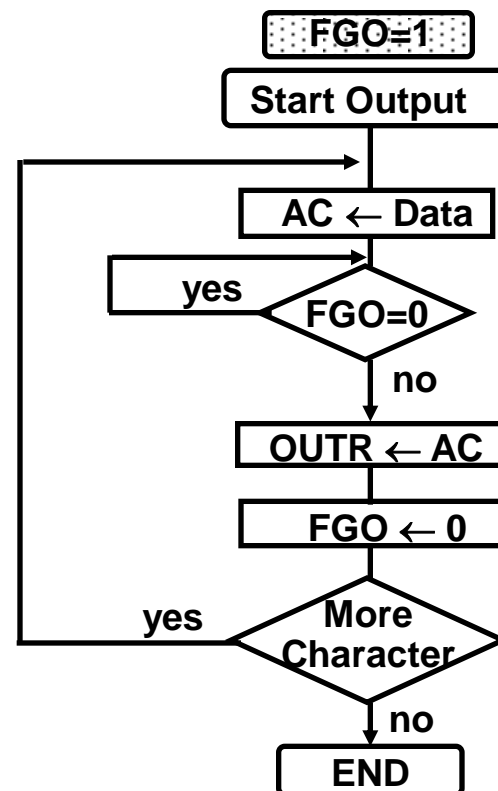 FGO=1
Start Output
AC ← Data
yes
FGO=0
no
OUTR ← AC
FGO ← 0
yes
More
Character
no
END